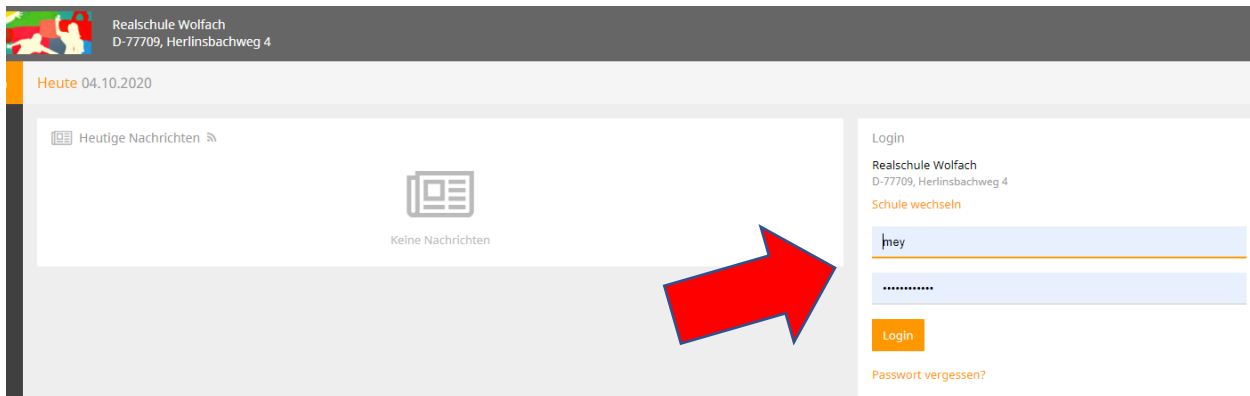 Realschule Wolfach
D-77709, Herlinsbachweg 4
Heute 04.10.2020
Heutige Nachrichten
Keine Nachrichten
Login
Realschule Wolfach
D-77709, Herlinsbachweg 4
Schule wechseln
mey
••••••••••••
Login
Passwort vergessen?